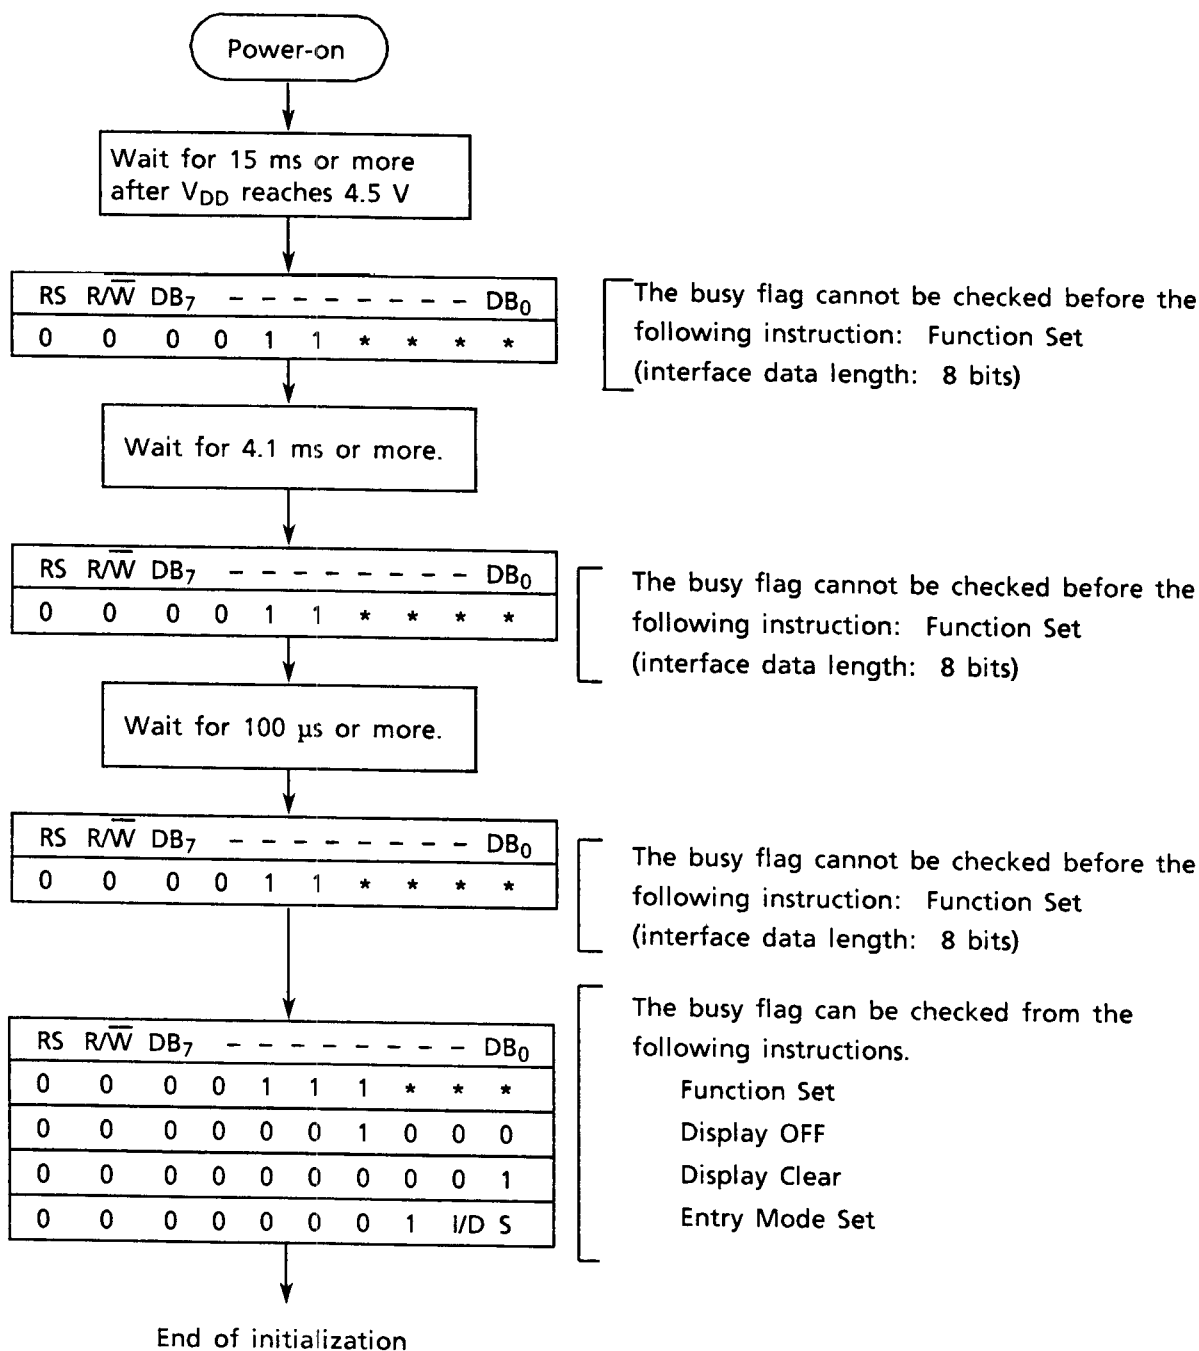 Power-on
Wait for 15 ms or more
after VDD reaches 4.5 V
RS R/W̅ DB7 - - - - - - - - DB0
0 0 0 0 1 1 * * * *
The busy flag cannot be checked before the
following instruction: Function Set
(interface data length: 8 bits)
Wait for 4.1 ms or more.
RS R/W̅ DB7 - - - - - - - - DB0
0 0 0 0 1 1 * * * *
The busy flag cannot be checked before the
following instruction: Function Set
(interface data length: 8 bits)
Wait for 100 μs or more.
RS R/W̅ DB7 - - - - - - - - DB0
0 0 0 0 1 1 * * * *
The busy flag cannot be checked before the
following instruction: Function Set
(interface data length: 8 bits)
RS R/W̅ DB7 - - - - - - - - DB0
0 0 0 0 1 1 1 * * *
0 0 0 0 0 0 1 0 0 0
0 0 0 0 0 0 0 0 0 1
0 0 0 0 0 0 0 1 I/D S
The busy flag can be checked from the
following instructions.
Function Set
Display OFF
Display Clear
Entry Mode Set
End of initialization